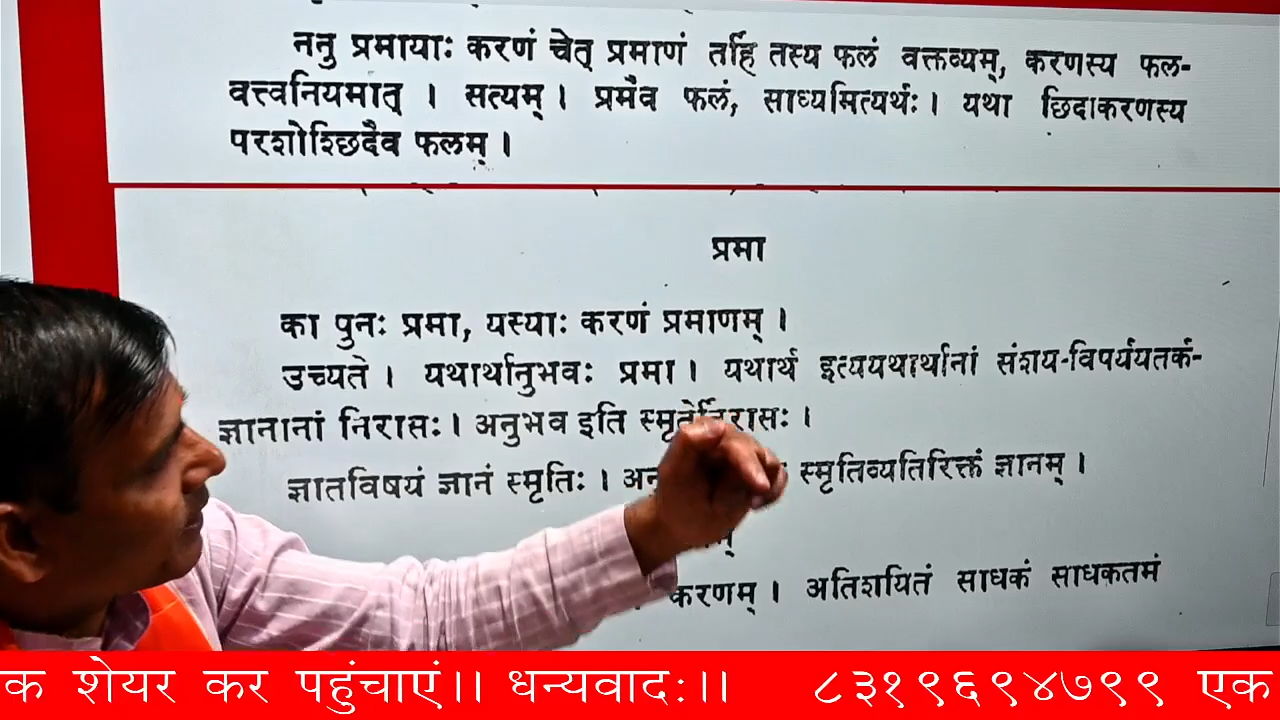 ननु प्रमायाः करणं चेत् प्रमाणं तर्हि तस्य फलं वक्तव्यम्, करणस्य फल-
वत्त्वनियमात् । सत्यम् । प्रमैव फलं, साध्यमित्यर्थः । यथा छिदाकरणस्य
परशोश्छिदैव फलम् ।
प्रमा
का पुनः प्रमा, यस्याः करणं प्रमाणम् ।
उच्यते । यथार्थानुभवः प्रमा । यथार्थ इत्ययथार्थानां संशय-विपर्ययतर्क-
ज्ञानानां निरासः । अनुभव इति स्मृतेर्निरासः ।
ज्ञातविषयं ज्ञानं स्मृतिः । स्मृतिव्यतिरिक्तं ज्ञानम् ।
करणम् । अतिशयितं साधकं साधकतमं
क शेयर कर पहुंचाएं।। धन्यवादः।। ८३१९६९४७९९ एक